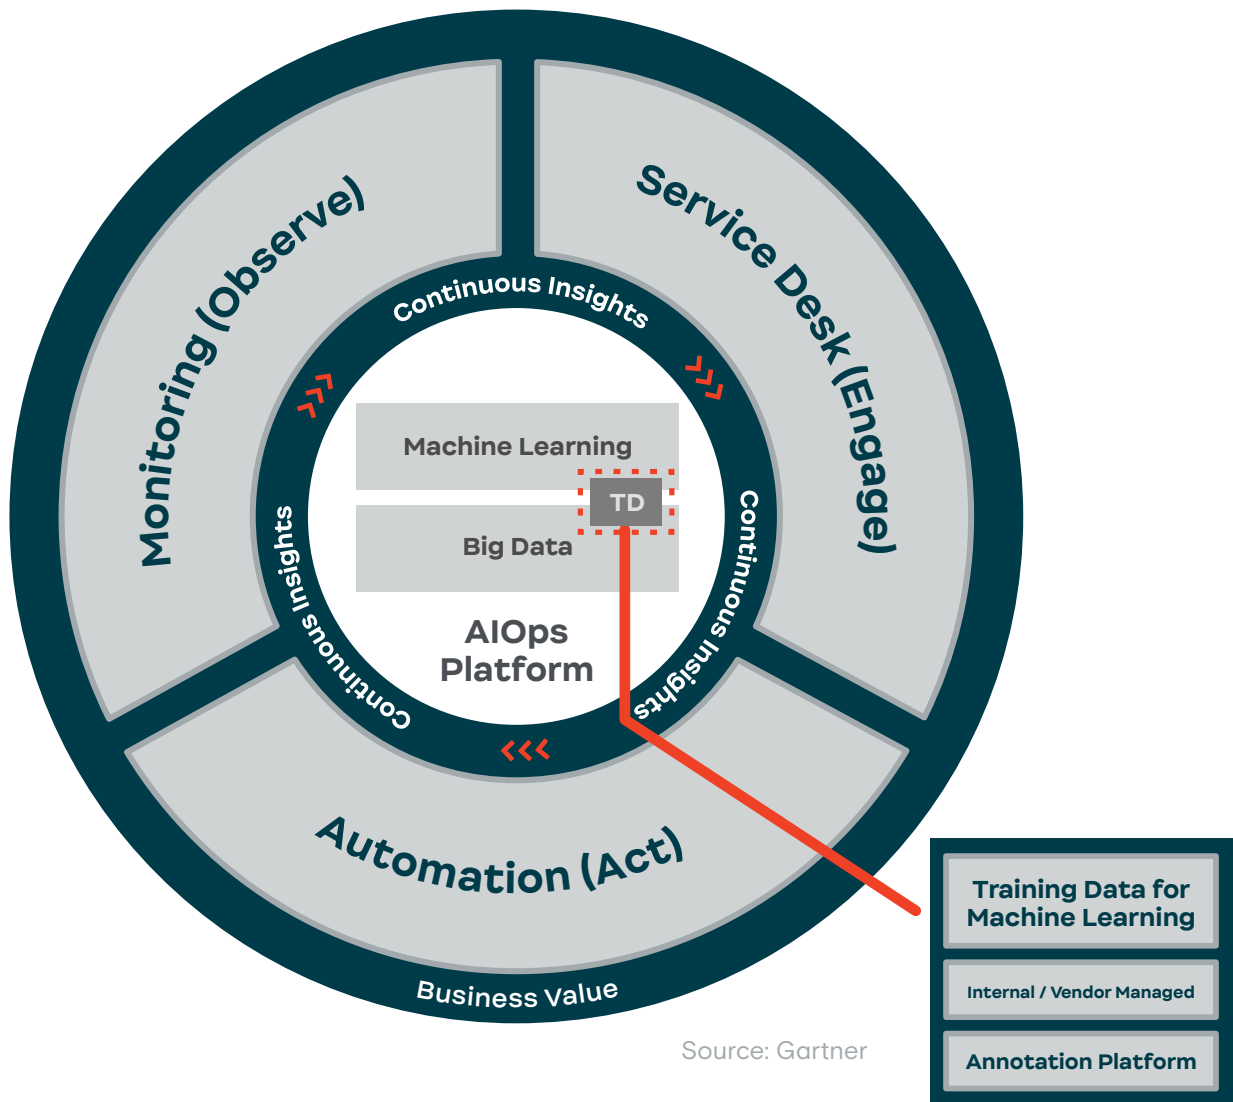 Monitoring (Observe)
Service Desk (Engage)
Continuous Insights
Machine Learning
TD
Big Data
AIOps
Platform
Continuous Insights
Continuous Insights
Automation (Act)
Business Value
Training Data for
Machine Learning
Internal / Vendor Managed
Annotation Platform
Source: Gartner